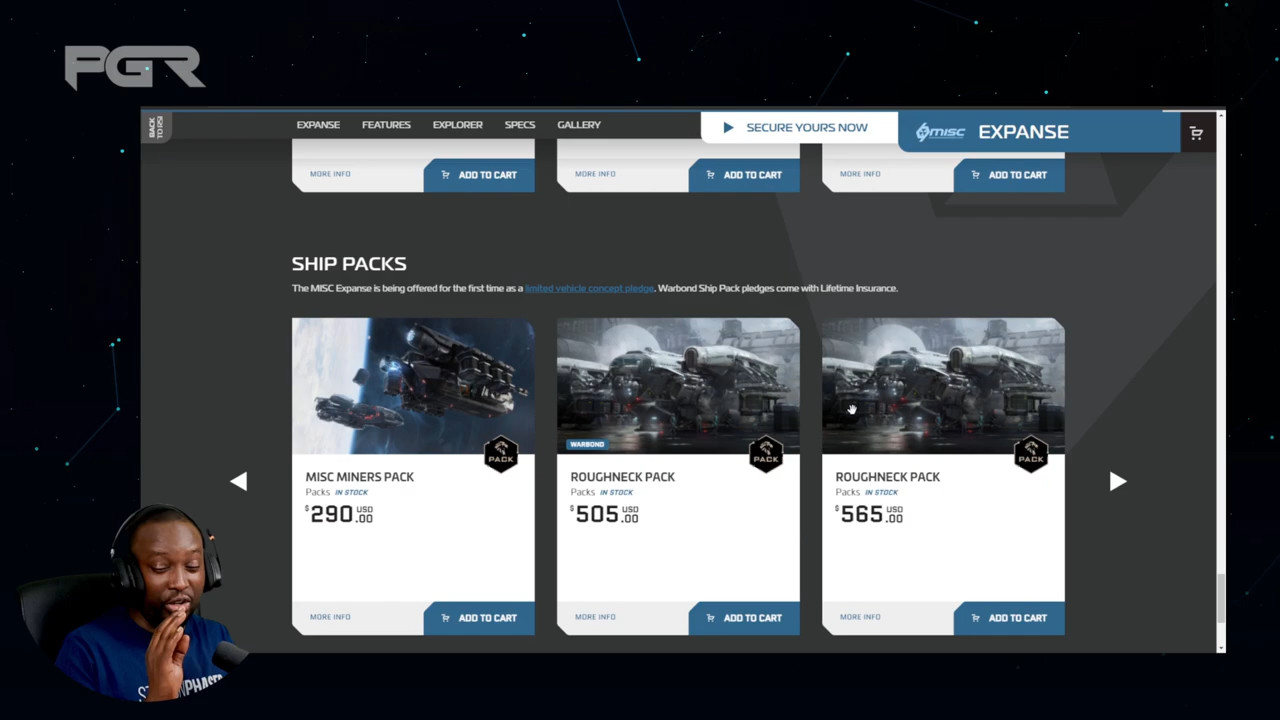 PGR
BACK TO RSI
EXPANSE FEATURES EXPLORER SPECS GALLERY
SECURE YOURS NOW
misc EXPANSE
MORE INFO ADD TO CART
MORE INFO ADD TO CART
MORE INFO ADD TO CART
SHIP PACKS
The MISC Expanse is being offered for the first time as a limited vehicle concept pledge. Warbond Ship Pack pledges come with Lifetime Insurance.
PACK
MISC MINERS PACK
Packs IN STOCK
$290.00 USD
MORE INFO ADD TO CART
WARBOND
PACK
ROUGHNECK PACK
Packs IN STOCK
$505.00 USD
MORE INFO ADD TO CART
PACK
ROUGHNECK PACK
Packs IN STOCK
$565.00 USD
MORE INFO ADD TO CART